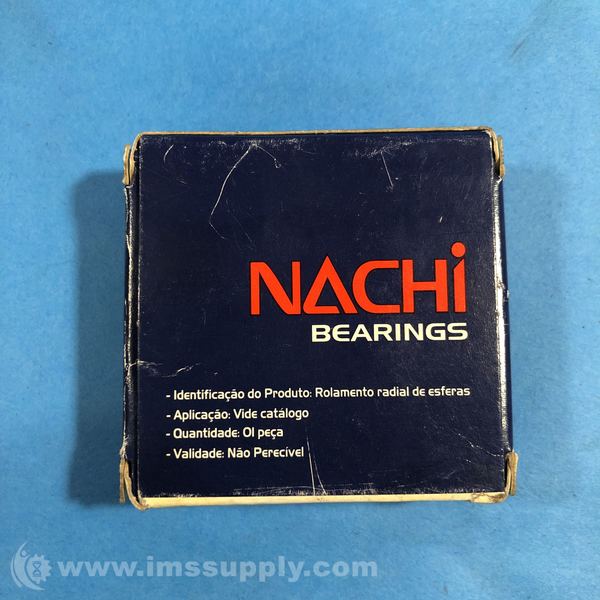 NACHi
BEARINGS
- Identificação do Produto: Rolamento radial de esferas
- Aplicação: Vide catálogo
- Quantidade: 01 peça
- Validade: Não Perecível
www.imssupply.com